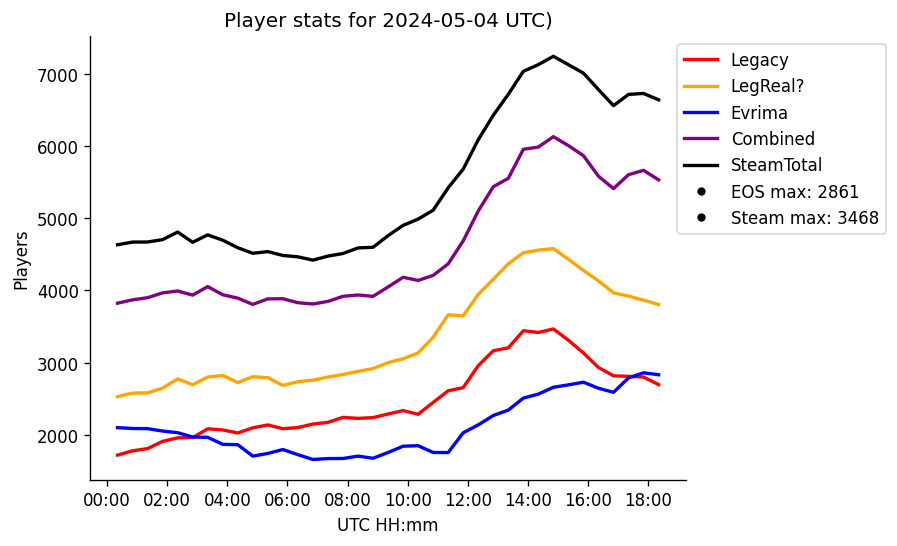 Player stats for 2024-05-04 UTC)
Players
7000
6000
5000
4000
3000
2000
00:00 02:00 04:00 06:00 08:00 10:00 12:00 14:00 16:00 18:00
UTC HH:mm
Legacy
LegReal?
Evrima
Combined
SteamTotal
EOS max: 2861
Steam max: 3468